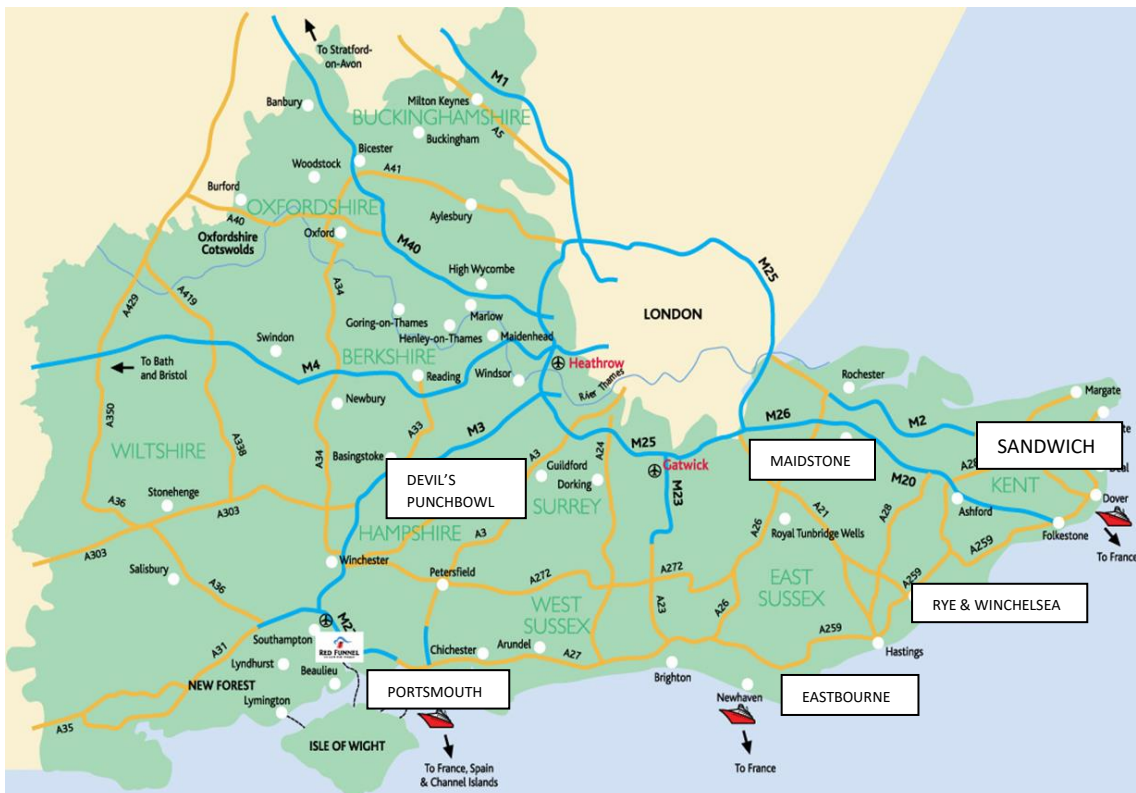 To Stratford-
on-Avon
M1
Milton Keynes
Banbury
BUCKINGHAMSHIRE
A5
Buckingham
Bicester
Woodstock
A41
Burford
OXFORDSHIRE
Aylesbury
A40
Oxford
Oxfordshire
Cotswolds
M40
M25
High Wycombe
A34
A419
A429
Marlow
LONDON
Goring-on-Thames
Henley-on-Thames
Maidenhead
Swindon
BERKSHIRE
M4
To Bath
and Bristol
Heathrow
Reading
Windsor
River Thames
Rochester
Margate
Newbury
M2
A350
M3
A33
M26
WILTSHIRE
A338
A34
Basingstoke
A3
A24
M25
SANDWICH
MAIDSTONE
Guildford
Gatwick
DEVIL'S
PUNCHBOWL
Dorking
M20
A28
KENT
Stonehenge
SURREY
M23
Dover
A36
A303
Ashford
HAMPSHIRE
A26
A21
A28
Royal Tunbridge Wells
Folkestone
A3
A259
A303
Winchester
To France
Salisbury
Petersfield
A272
A272
EAST
SUSSEX
A259
A36
WEST
SUSSEX
RYE & WINCHELSEA
A23
A26
Southampton
RED FUNNEL
A259
A31
Chichester
Arundel
Hastings
Lyndhurst
A27
Beaulieu
Brighton
NEW FOREST
PORTSMOUTH
Newhaven
EASTBOURNE
Lymington
A35
ISLE OF WIGHT
To France, Spain
& Channel Islands
To France